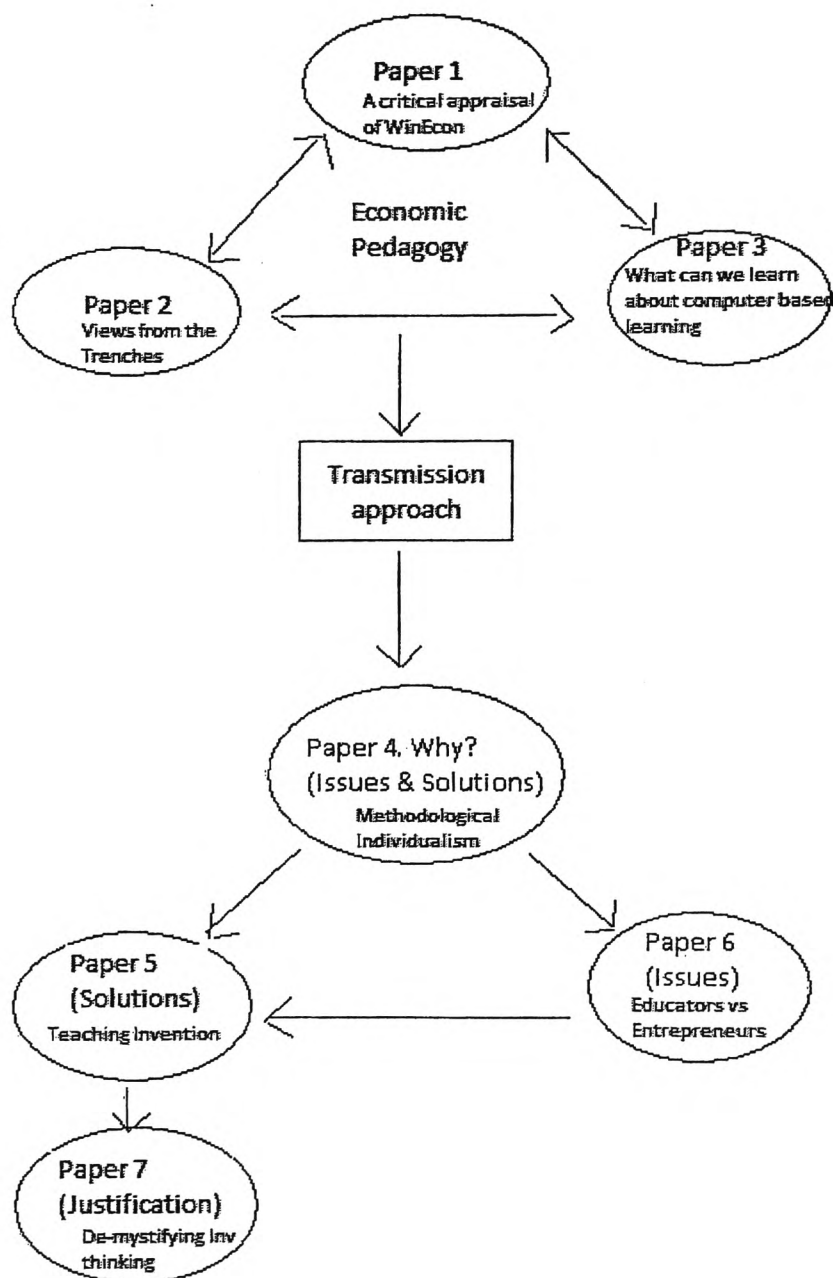 Paper 1
A critical appraisal
of WinEcon
Economic
Pedagogy
Paper 2
Views from the
Trenches
Paper 3
What can we learn
about computer based
learning
Transmission
approach
Paper 4. Why?
(Issues & Solutions)
Methodological
Individualism
Paper 5
(Solutions)
Teaching Invention
Paper 6
(Issues)
Educators vs
Entrepreneurs
Paper 7
(Justification)
De-mystifying Inv
thinking